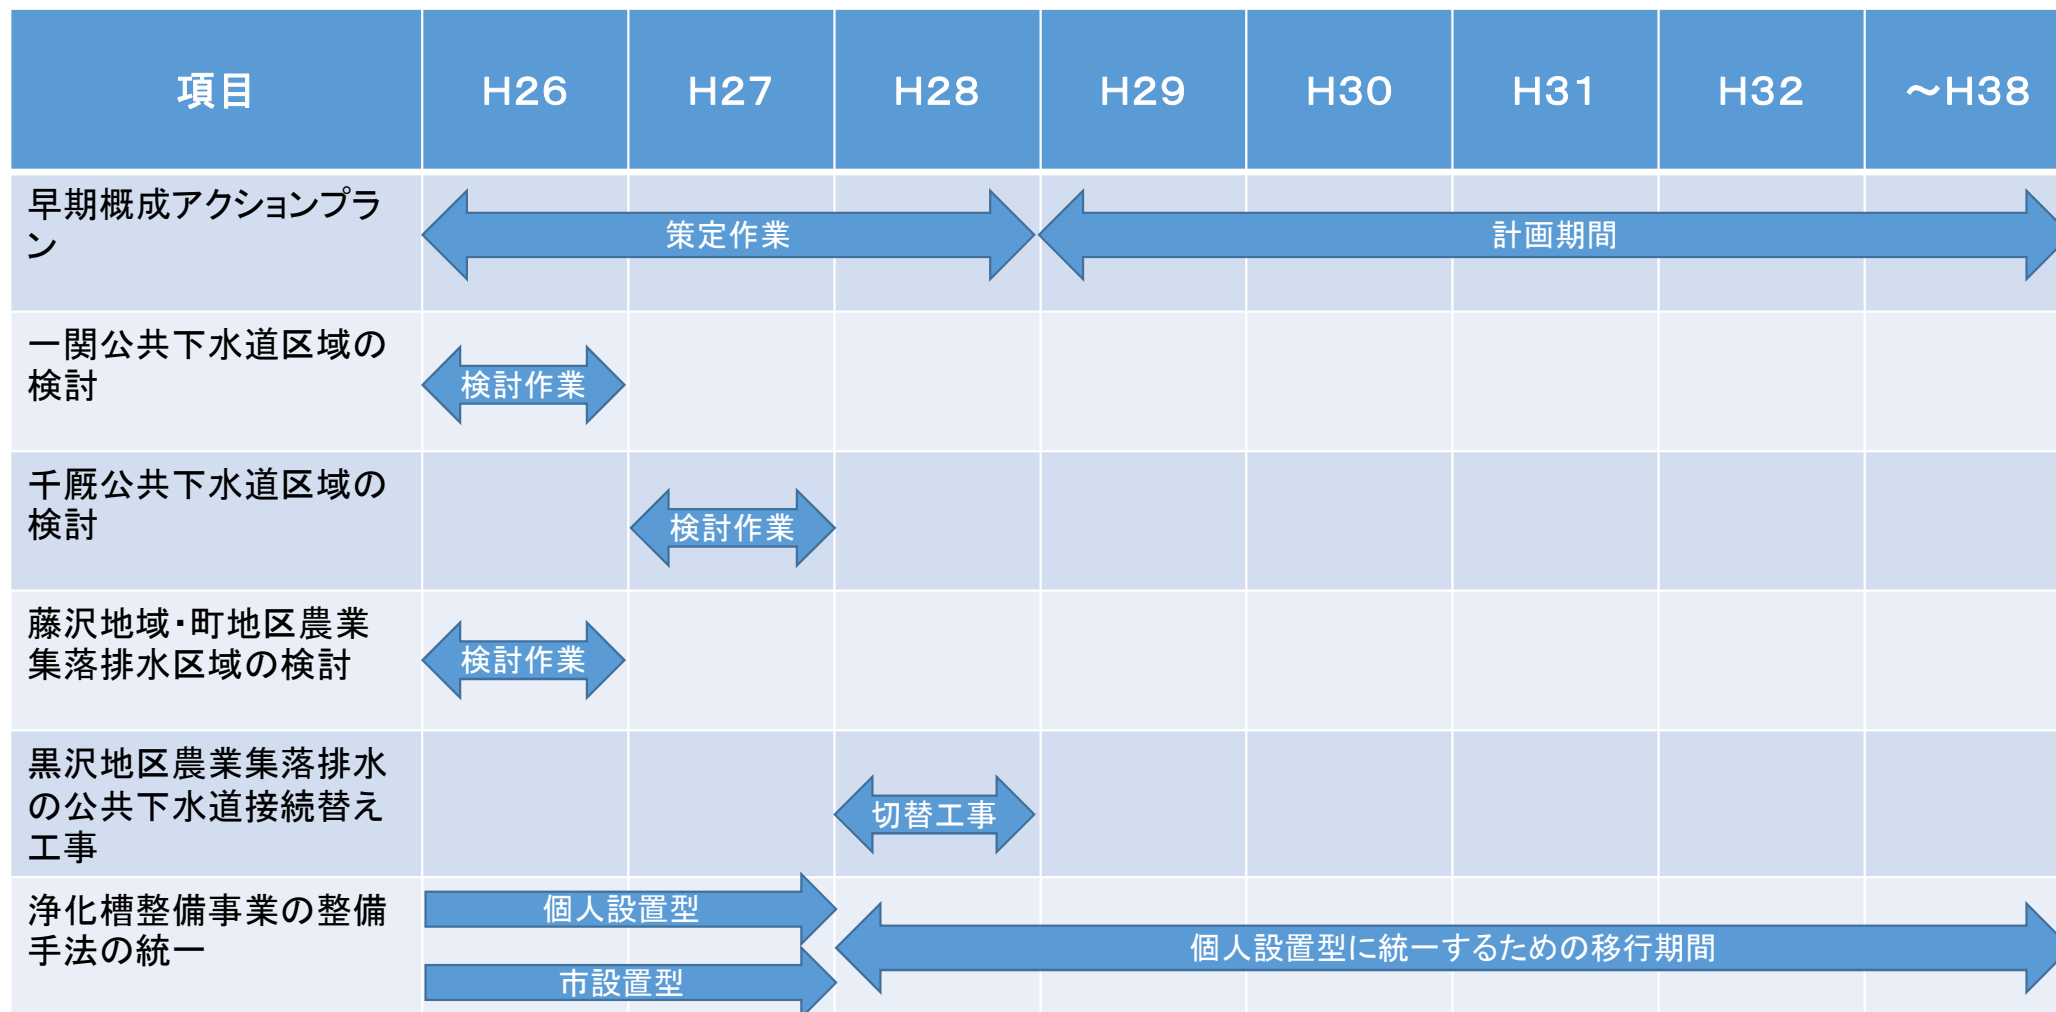 項目 H26 H27 H28 H29 H30 H31 H32 ～H38
早期概成アクションプラ
ン
策定作業 計画期間
一関公共下水道区域の
検討
検討作業
千厩公共下水道区域の
検討
検討作業
藤沢地域・町地区農業
集落排水区域の検討
検討作業
黒沢地区農業集落排水
の公共下水道接続替え
工事
切替工事
浄化槽整備事業の整備
手法の統一
個人設置型
市設置型
個人設置型に統一するための移行期間